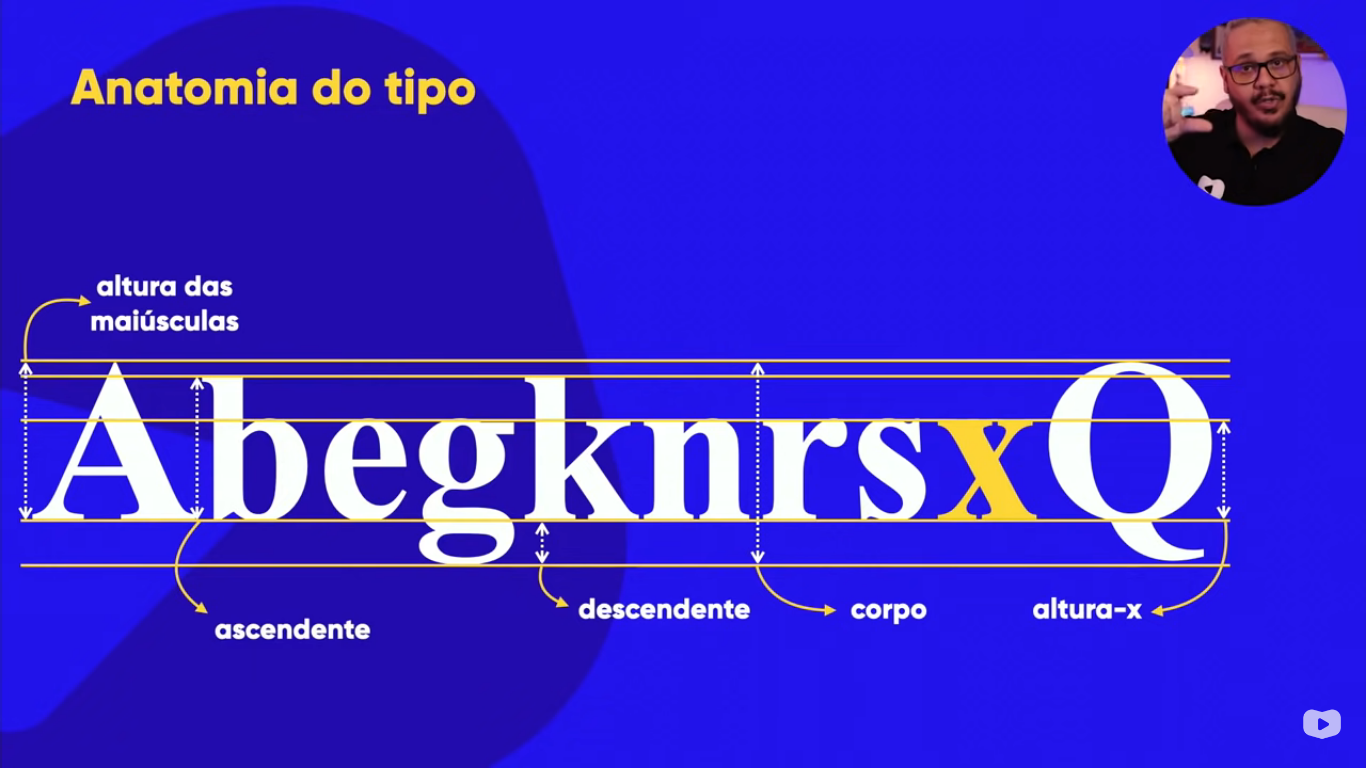 Anatomia do tipo
altura das
maiúsculas
AbegknrsxQ
ascendente
descendente
corpo
altura-x